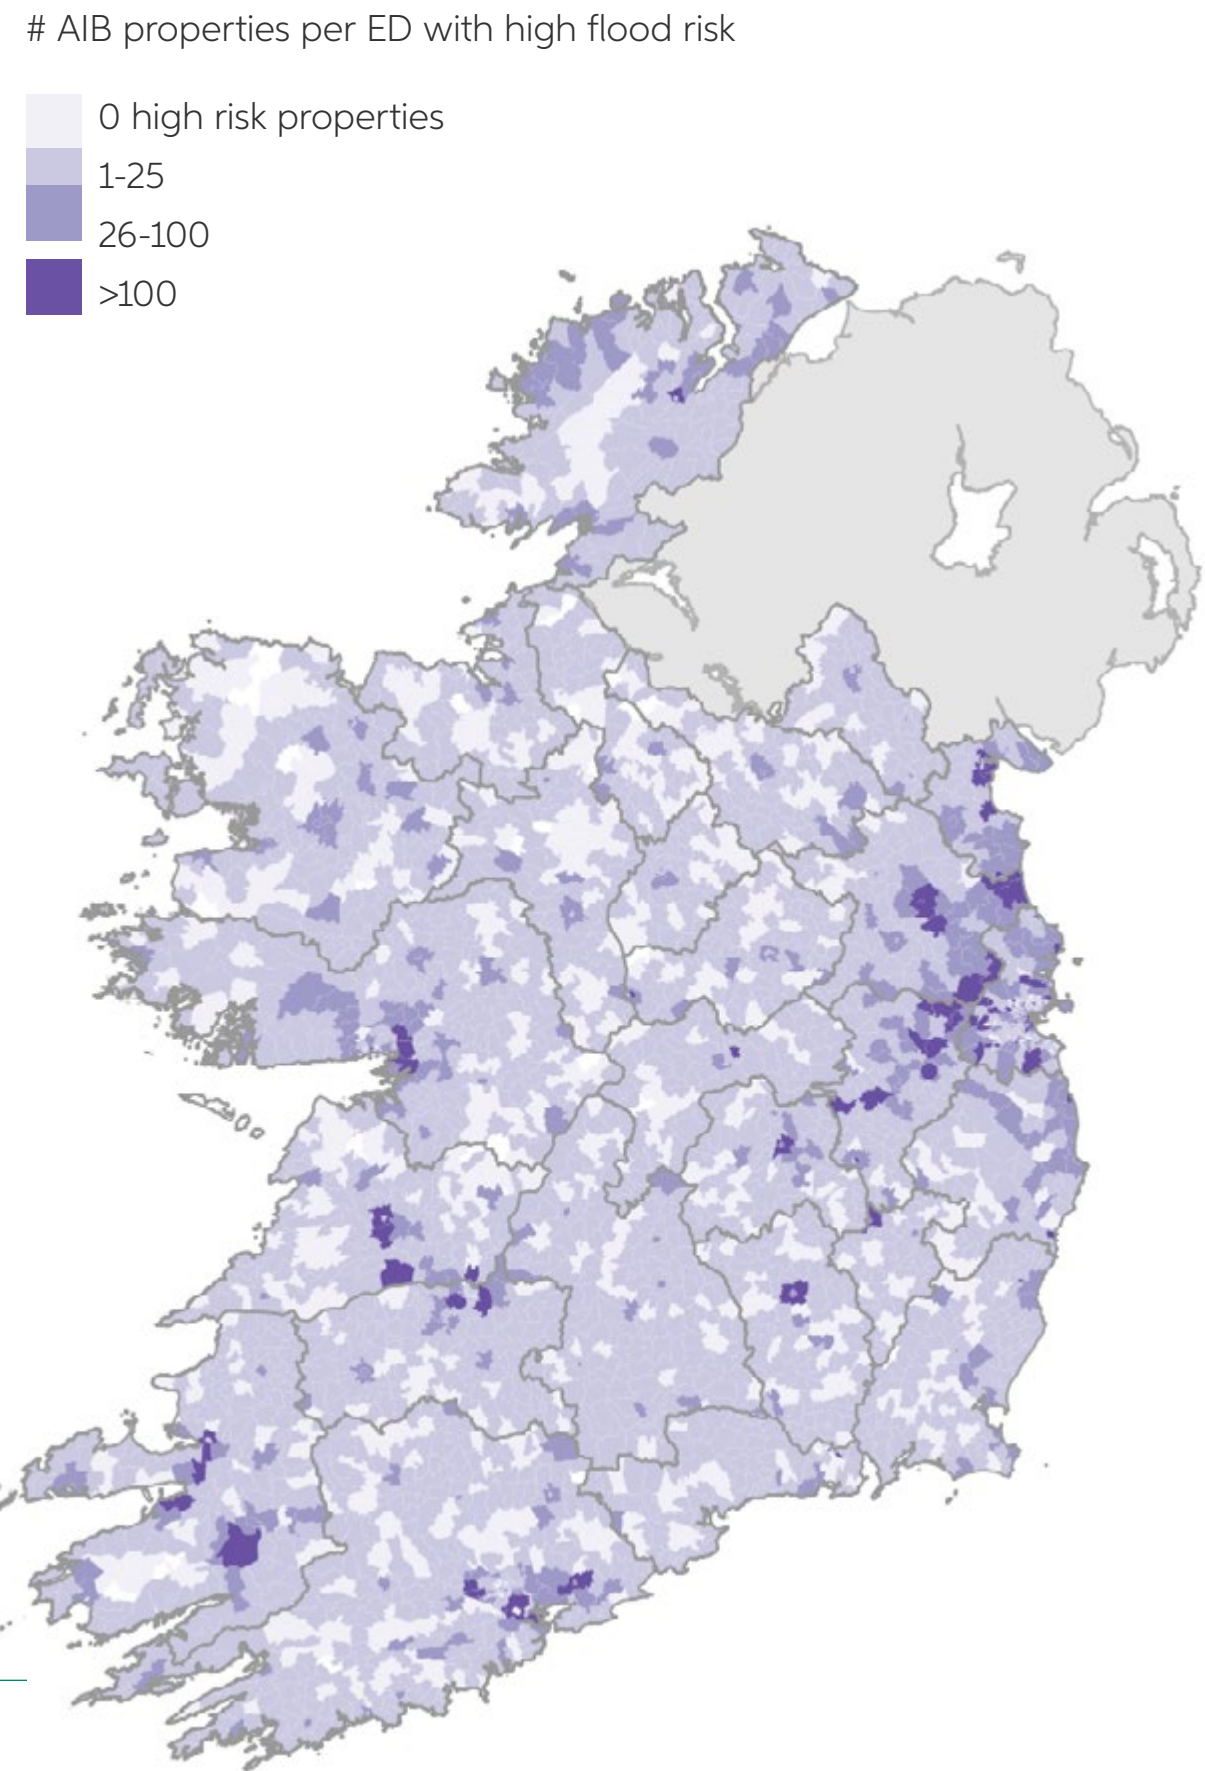 # AIB properties per ED with high flood risk
0 high risk properties
1-25
26-100
>100